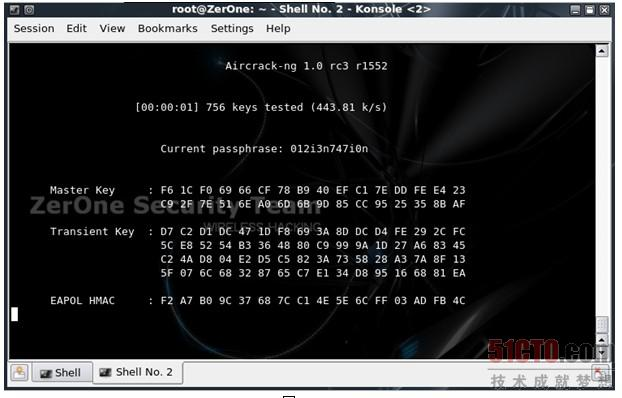 root@ZerOne: ~ - Shell No. 2 - Konsole <2>
Session Edit View Bookmarks Settings Help
Aircrack-ng 1.0 rc3 r1552
[00:00:01] 756 keys tested (443.81 k/s)
Current passphrase: 012i3n747i0n
Master Key : F6 1C F0 69 66 CF 78 B9 40 EF C1 7E DD FE E4 23
C9 2F 7E 51 6E A0 6D 6B 9D 85 CC 95 25 35 8B AF
ZerOne Security Team
WIRELESS HACKING
Transient Key : D7 C2 D1 DC 47 1D F8 69 3A 8D DC D4 FE 29 2C FC
5C E8 52 54 B3 36 48 80 C9 99 9A 1D 27 A6 83 45
C2 4A D8 04 E2 D5 C5 82 3A 73 58 28 A3 7A 8F 13
5F 07 6C 68 32 87 65 C7 E1 34 D8 95 16 68 81 EA
EAPOL HMAC : F2 A7 B0 9C 37 68 7C C1 4E 5E 6C FF 03 AD FB 4C
51CTO.com
技术成就梦想
Shell Shell No. 2